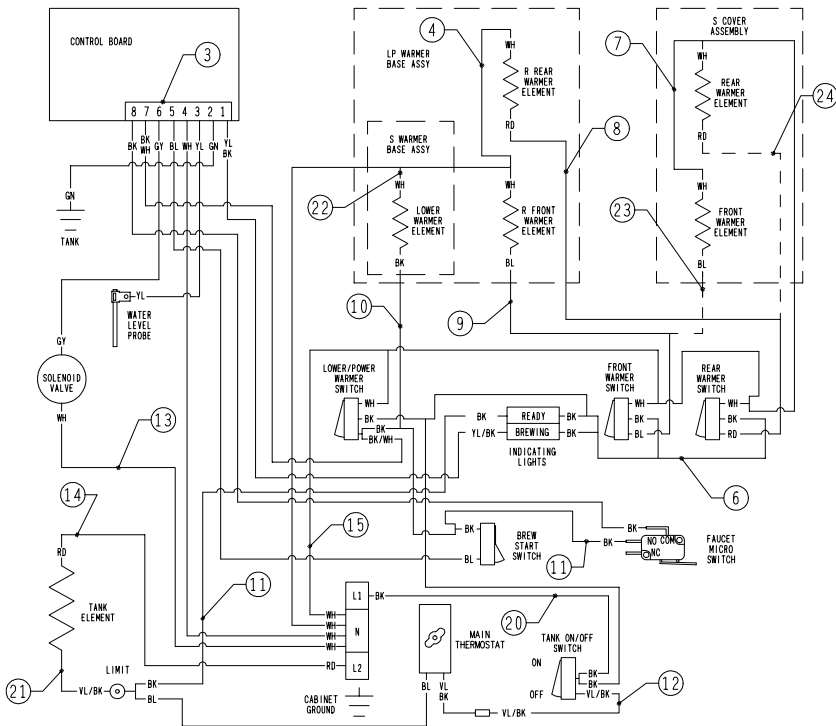 CONTROL BOARD
3
8 7 6 5 4 3 2 1
BK BK WH GY BL WH YL GN YL BK
GN
TANK
GY
YL
WATER LEVEL PROBE
SOLENOID VALVE
WH
13
14
RD
TANK ELEMENT
21
LIMIT
VL/BK
BK
BL
11
4
LP WARMER BASE ASSY
WH
R REAR WARMER ELEMENT
RD
8
S WARMER BASE ASSY
22
WH
LOWER WARMER ELEMENT
BK
WH
R FRONT WARMER ELEMENT
BL
10
9
S COVER ASSEMBLY
7
WH
REAR WARMER ELEMENT
RD
24
23
WH
FRONT WARMER ELEMENT
BL
LOWER/POWER WARMER SWITCH
WH
BK
BK
BK/WH
BK
READY
BK
YL/BK
BREWING
BK
INDICATING LIGHTS
FRONT WARMER SWITCH
WH
BK
BL
REAR WARMER SWITCH
WH
BK
RD
6
15
BK
BL
BREW START SWITCH
BK
11
BK
NO COM
NC
FAUCET MICRO SWITCH
L1
BK
WH
WH
WH
WH
N
RD
L2
CABINET GROUND
20
MAIN THERMOSTAT
BL
VL BK
VL/BK
TANK ON/OFF SWITCH
ON
OFF
BK
BK
VL/BK
12